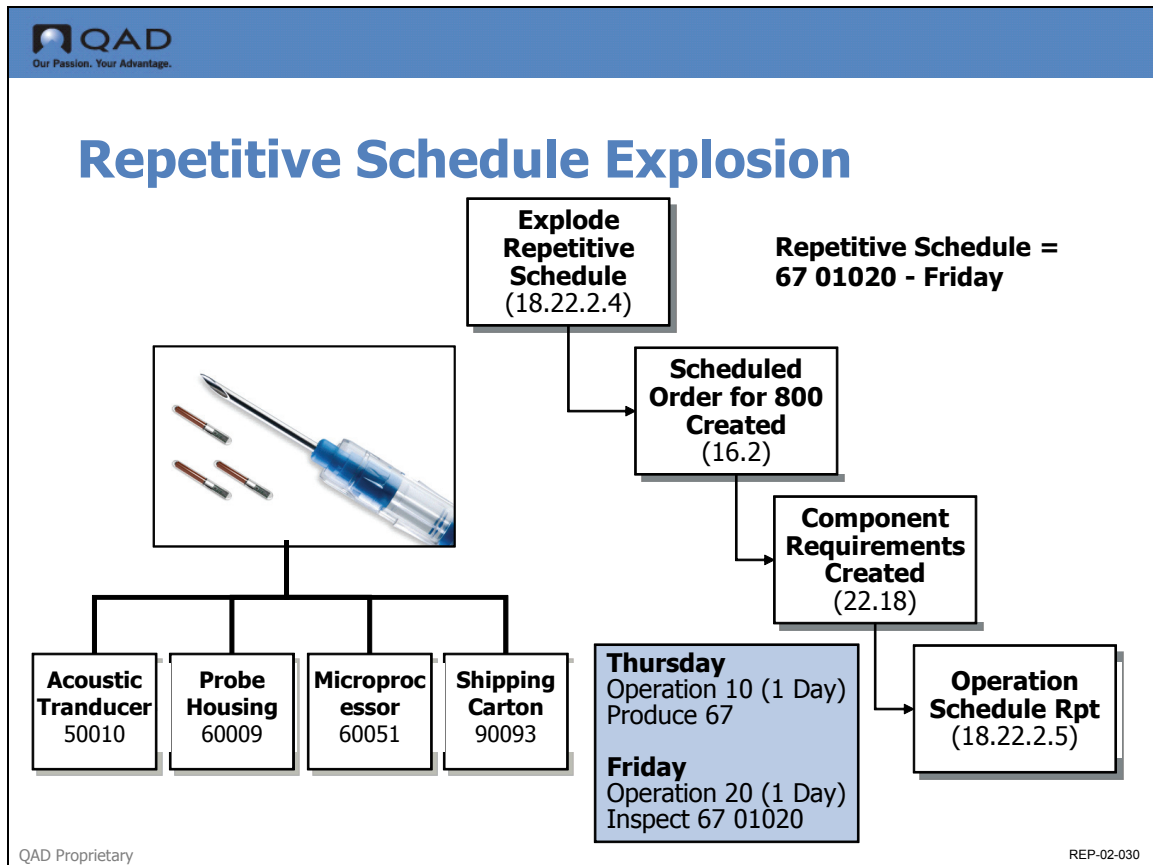 QAD
Our Passion. Your Advantage.
Repetitive Schedule Explosion
Explode
Repetitive
Schedule
(18.22.2.4)
Repetitive Schedule =
67 01020 - Friday
Scheduled
Order for 800
Created
(16.2)
Component
Requirements
Created
(22.18)
Operation
Schedule Rpt
(18.22.2.5)
Acoustic
Tranducer
50010
Probe
Housing
60009
Microproc
essor
60051
Shipping
Carton
90093
Thursday
Operation 10 (1 Day)
Produce 67
Friday
Operation 20 (1 Day)
Inspect 67 01020
QAD Proprietary
REP-02-030